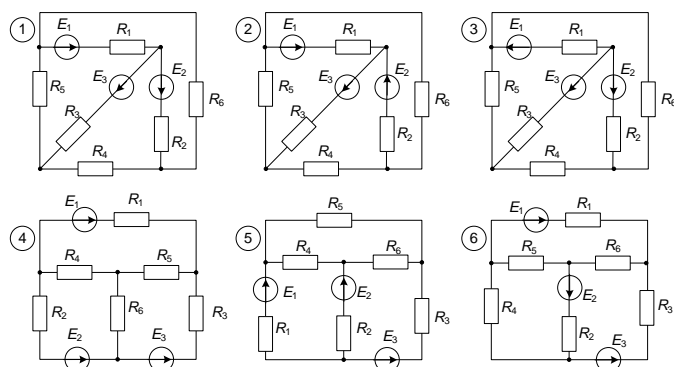 1
E1 R1
E3 E2
R5 R6
R3 R2
R4
2
E1 R1
E3 E2
R5 R6
R3 R2
R4
3
E1 R1
E3 E2
R5 R6
R3 R2
R4
4
E1 R1
R4 R5
R2 R6 R3
E2 E3
5
R5
R4 R6
E1 E2
R1 R2 R3
E3
6
E1 R1
R5 R6
R4 E2 R3
R2
E3